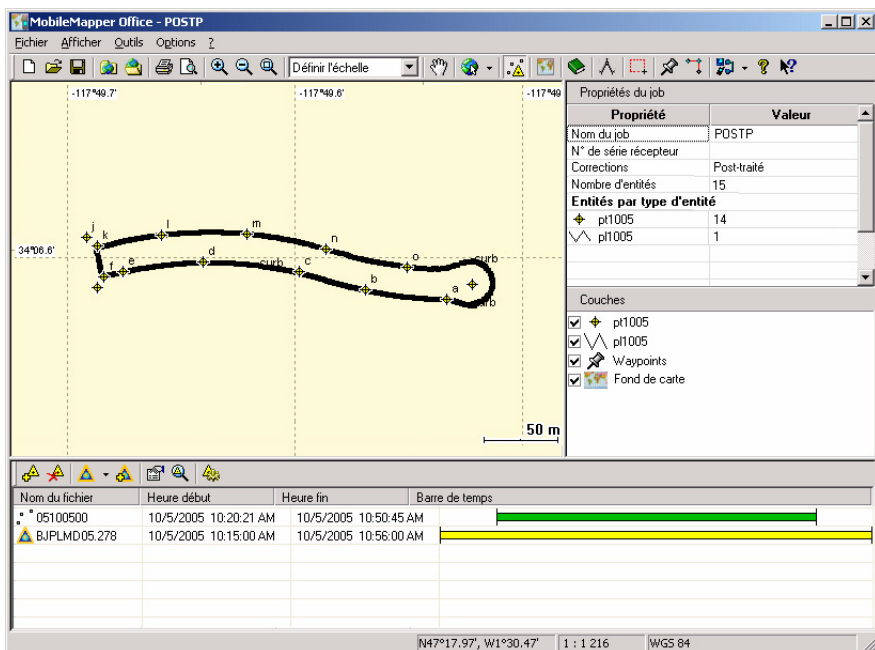 MobileMapper Office - POSTP
Fichier Afficher Outils Options ?
Définir l'échelle
-117°49.7' -117°49.6' -117°49
34°06.6'
j k l m n o
f e d c b a
curb curb curb
50 m
Propriétés du job
Propriété Valeur
Nom du job POSTP
N° de série récepteur
Corrections Post-traité
Nombre d'entités 15
Entités par type d'entité
pt1005 14
pl1005 1
Couches
pt1005
pl1005
Waypoints
Fond de carte
Nom du fichier Heure début Heure fin Barre de temps
05100500 10/5/2005 10:20:21 AM 10/5/2005 10:50:45 AM
BJPLMD05.278 10/5/2005 10:15:00 AM 10/5/2005 10:56:00 AM
N47°17.97', W1°30.47' 1 : 1 216 WGS 84